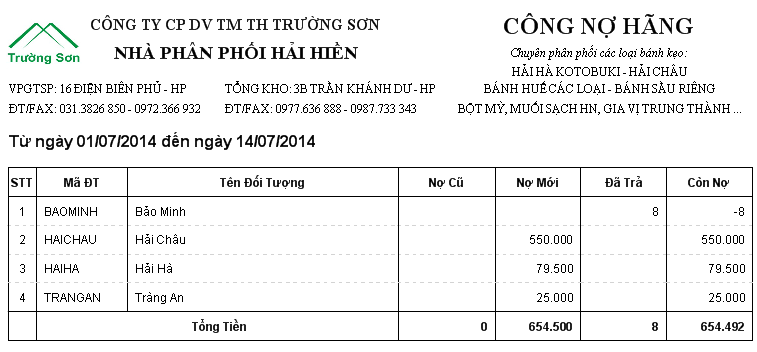 Trường Sơn
CÔNG TY CP DV TM TH TRƯỜNG SƠN
NHÀ PHÂN PHỐI HẢI HIỀN
VPGTSP: 16 ĐIỆN BIÊN PHỦ - HP TỔNG KHO: 3B TRẦN KHÁNH DƯ - HP
ĐT/FAX: 031.3826 850 - 0972.366 932 ĐT/FAX: 0977.636 888 - 0987.733 343
CÔNG NỢ HÃNG
Chuyên phân phối các loại bánh kẹo:
HẢI HÀ KOTOBUKI - HẢI CHÂU
BÁNH HUẾ CÁC LOẠI - BÁNH SẦU RIÊNG
BỘT MỲ, MUỐI SẠCH HN, GIA VỊ TRUNG THÀNH ...
Từ ngày 01/07/2014 đến ngày 14/07/2014
STT Mã ĐT Tên Đối Tượng Nợ Cũ Nợ Mới Đã Trả Còn Nợ
1 BAOMINH Bảo Minh 8 -8
2 HAICHAU Hải Châu 550.000 550.000
3 HAIHA Hải Hà 79.500 79.500
4 TRANGAN Tràng An 25.000 25.000
Tổng Tiền 0 654.500 8 654.492